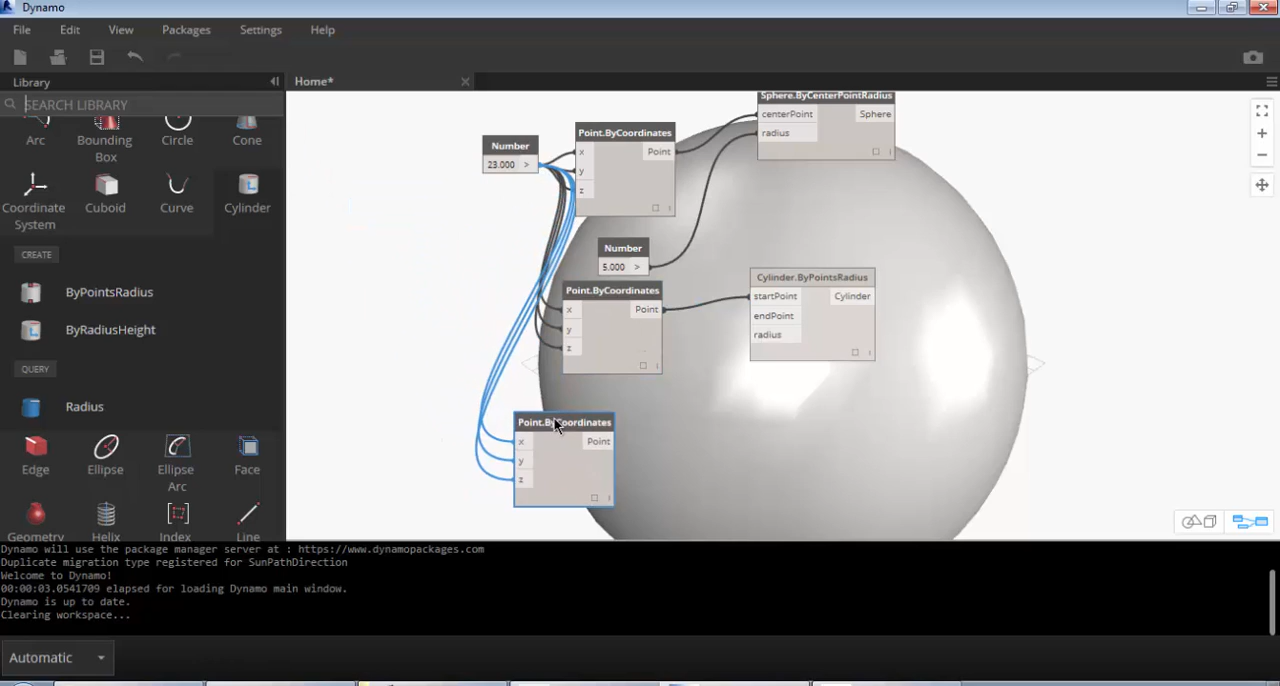 Dynamo
File Edit View Packages Settings Help
Library
Home*
SEARCH LIBRARY
Arc
Bounding Box
Circle
Cone
Coordinate System
Cuboid
Curve
Cylinder
CREATE
ByPointsRadius
ByRadiusHeight
QUERY
Radius
Edge
Ellipse
Ellipse Arc
Face
Geometry
Helix
Index
Line
Number
23.000 >
Point.ByCoordinates
x Point
y
z
Sphere.ByCenterPointRadius
centerPoint Sphere
radius
Number
5.000 >
Point.ByCoordinates
x Point
y
z
Cylinder.ByPointsRadius
startPoint Cylinder
endPoint
radius
Point.ByCoordinates
x Point
y
z
Dynamo will use the package manager server at : https://www.dynamopackages.com
Duplicate migration type registered for SunPathDirection
Welcome to Dynamo!
00:00:03.0541709 elapsed for loading Dynamo main window.
Dynamo is up to date.
Clearing workspace...
Automatic